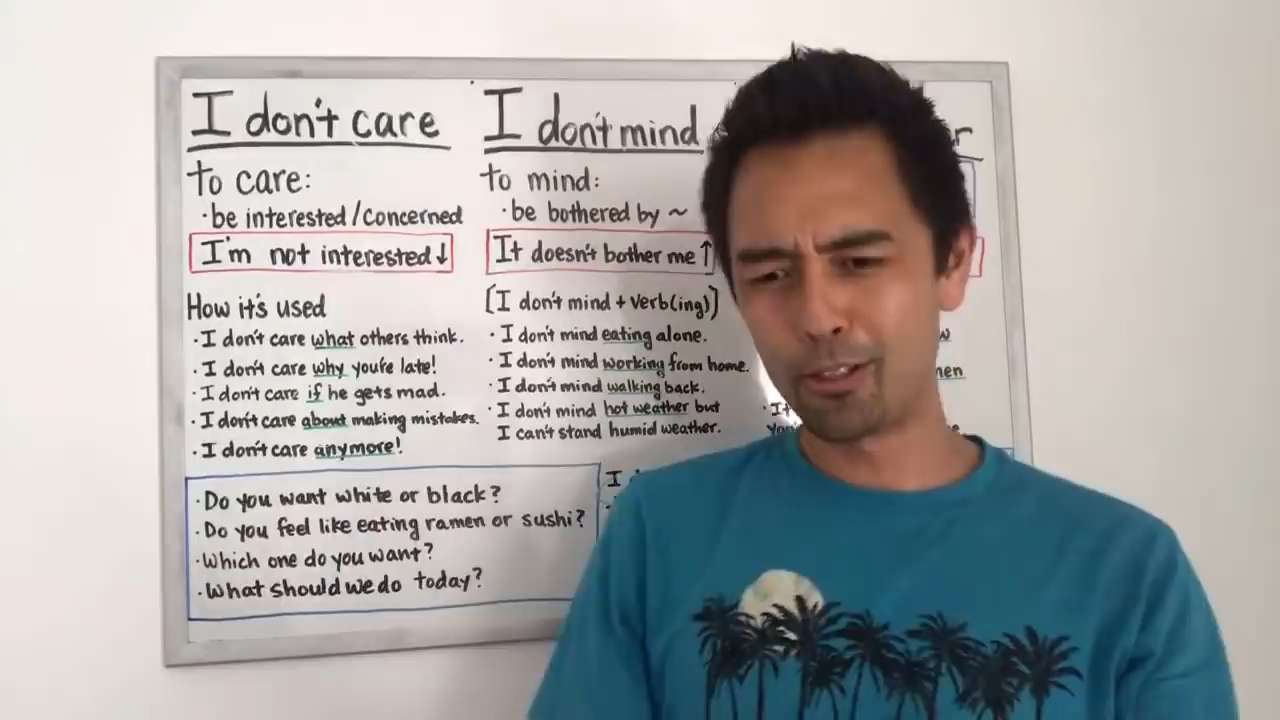 I don't care
to care:
· be interested/concerned
I'm not interested ↓
How it's used
· I don't care what others think.
· I don't care why you're late!
· I don't care if he gets mad.
· I don't care about making mistakes.
· I don't care anymore!
I don't mind
to mind:
· be bothered by ~
It doesn't bother me ↑
[I don't mind + verb(ing)]
· I don't mind eating alone.
· I don't mind working from home.
· I don't mind walking back.
· I don't mind hot weather but
I can't stand humid weather.
· Do you want white or black?
· Do you feel like eating ramen or sushi?
· Which one do you want?
· What should we do today?
I